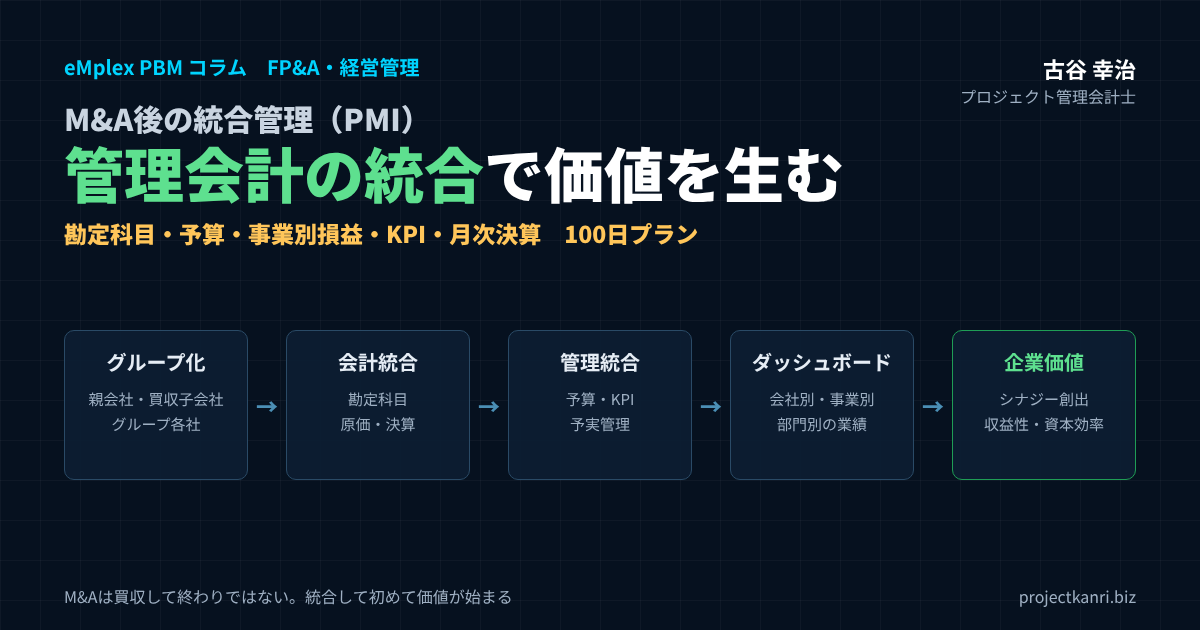 eMplex PBM コラム　FP&A・経営管理
古谷 幸治
プロジェクト管理会計士
M&A後の統合管理（PMI）
管理会計の統合で価値を生む
勘定科目・予算・事業別損益・KPI・月次決算　100日プラン
グループ化
親会社・買収子会社
グループ各社
→
会計統合
勘定科目
原価・決算
→
管理統合
予算・KPI
予実管理
→
ダッシュボード
会社別・事業別
部門別の業績
→
企業価値
シナジー創出
収益性・資本効率
M&Aは買収して終わりではない。統合して初めて価値が始まる
projectkanri.biz